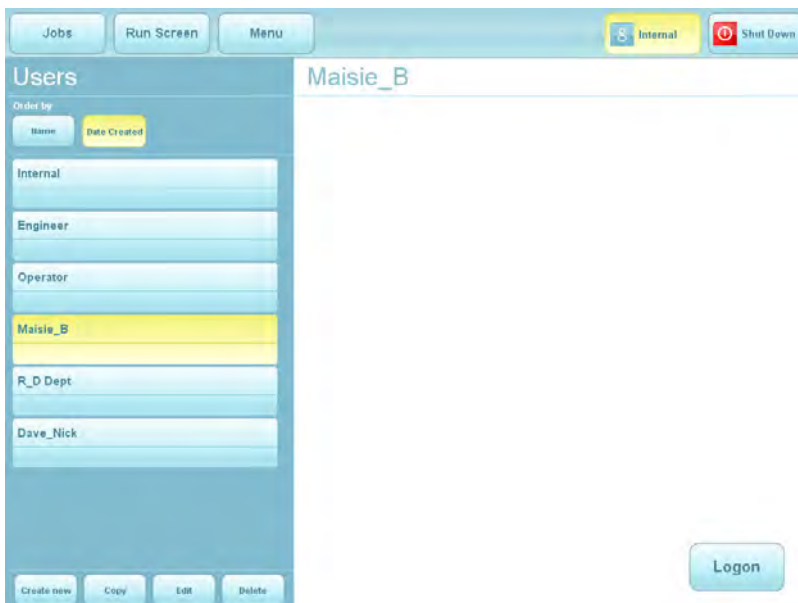 Jobs Run Screen Menu Internal Shut Down
Users Maisie_B
Order by
Name Date Created
Internal
Engineer
Operator
Maisie_B
R_D Dept
Dave_Nick
Logon
Create new Copy Edit Delete